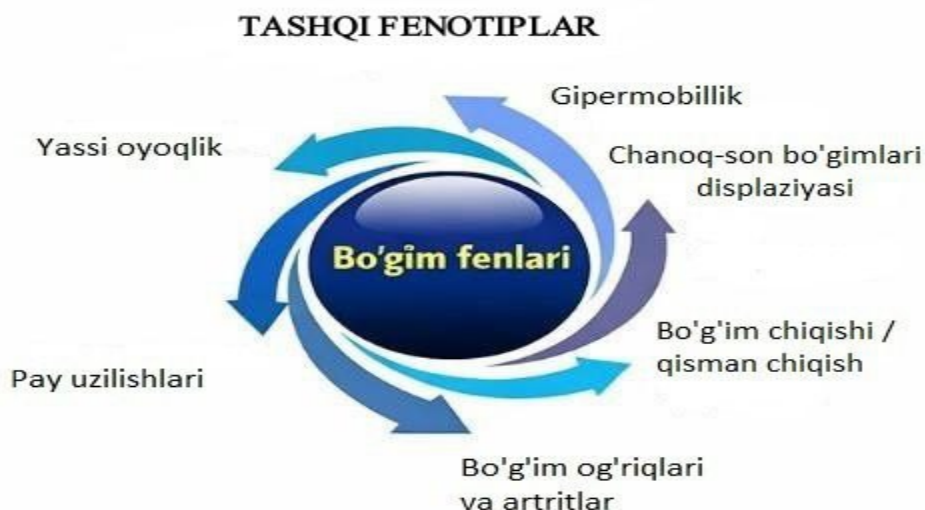 TASHQI FENOTIPLAR
Gipermobillik
Yassi oyoqlik
Chanoq-son bo'gimlari
displaziyasi
Bo'gim fenlari
Bo'g'im chiqishi /
qisman chiqish
Pay uzilishlari
Bo'g'im og'riqlari
va artritlar